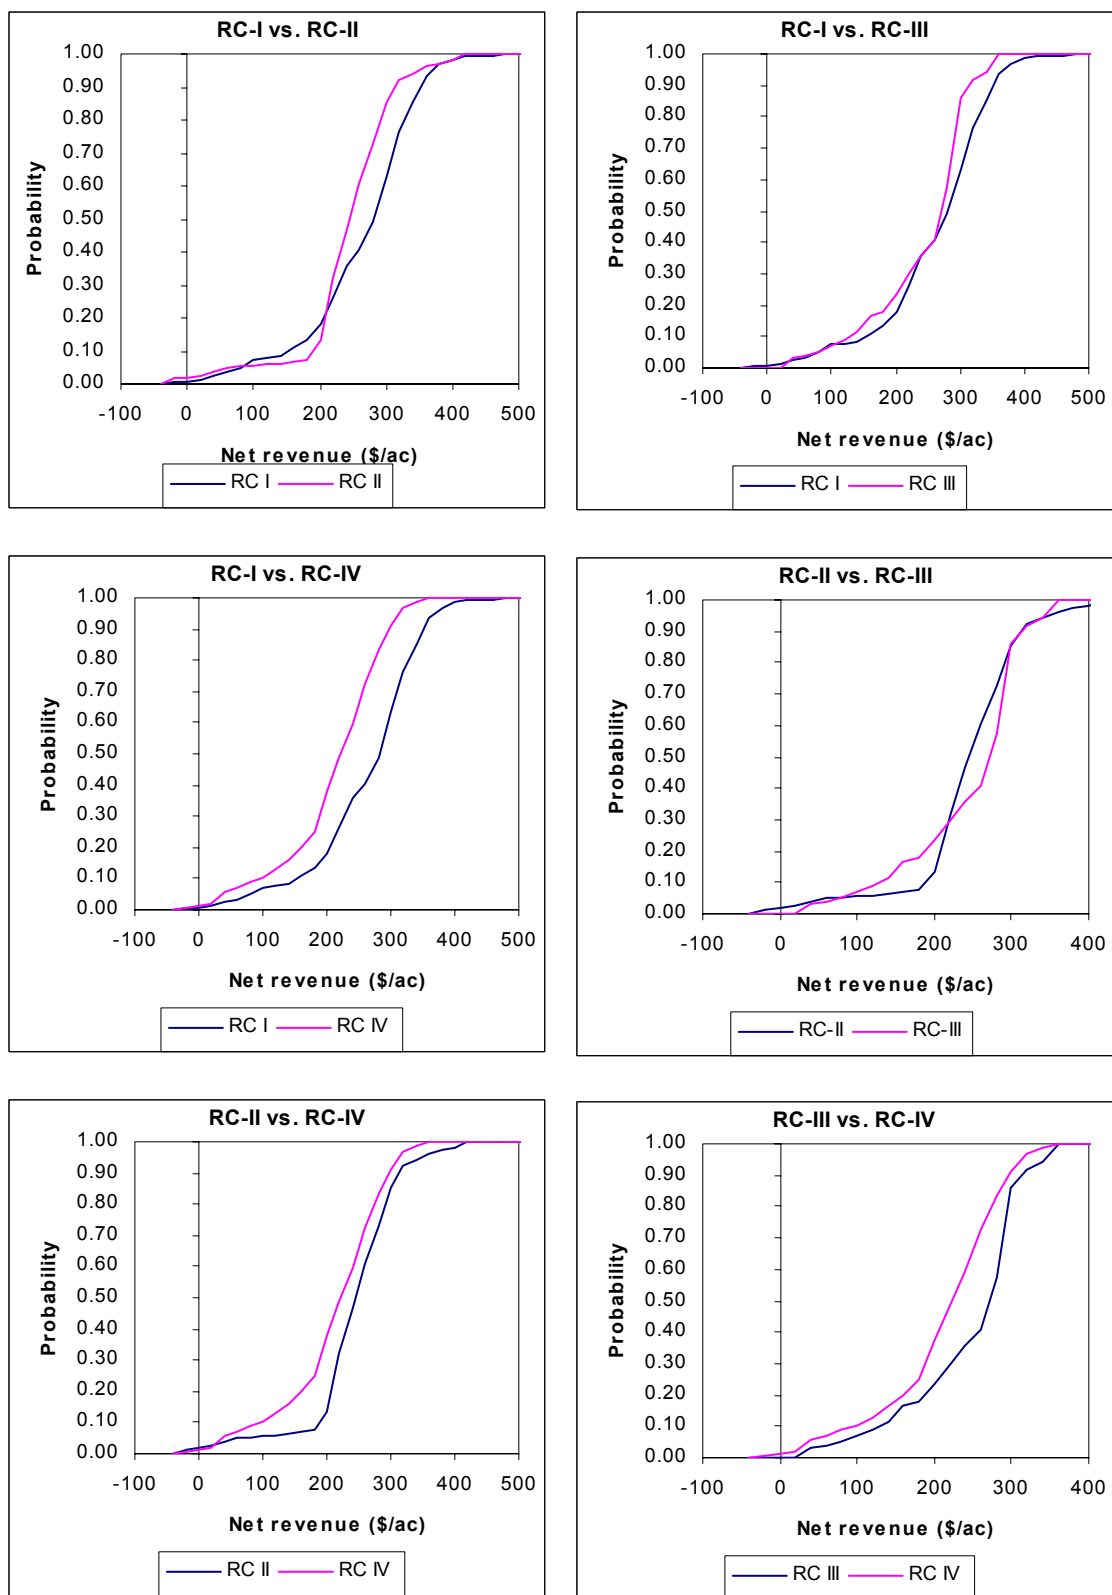 RC-I vs. RC-II
1.00
0.90
0.80
0.70
0.60
0.50
0.40
0.30
0.20
0.10
0.00
Probability
-100 0 100 200 300 400 500
Net revenue ($/ac)
RC I RC II
RC-I vs. RC-III
1.00
0.90
0.80
0.70
0.60
0.50
0.40
0.30
0.20
0.10
0.00
Probability
-100 0 100 200 300 400 500
Net revenue ($/ac)
RC I RC III
RC-I vs. RC-IV
1.00
0.90
0.80
0.70
0.60
0.50
0.40
0.30
0.20
0.10
0.00
Probability
-100 0 100 200 300 400 500
Net revenue ($/ac)
RC I RC IV
RC-II vs. RC-III
1.00
0.90
0.80
0.70
0.60
0.50
0.40
0.30
0.20
0.10
0.00
Probability
-100 0 100 200 300 400
Net revenue ($/ac)
RC-II RC-III
RC-II vs. RC-IV
1.00
0.90
0.80
0.70
0.60
0.50
0.40
0.30
0.20
0.10
0.00
Probability
-100 0 100 200 300 400 500
Net revenue ($/ac)
RC II RC IV
RC-III vs. RC-IV
1.00
0.90
0.80
0.70
0.60
0.50
0.40
0.30
0.20
0.10
0.00
Probability
-100 0 100 200 300 400
Net revenue ($/ac)
RC III RC IV